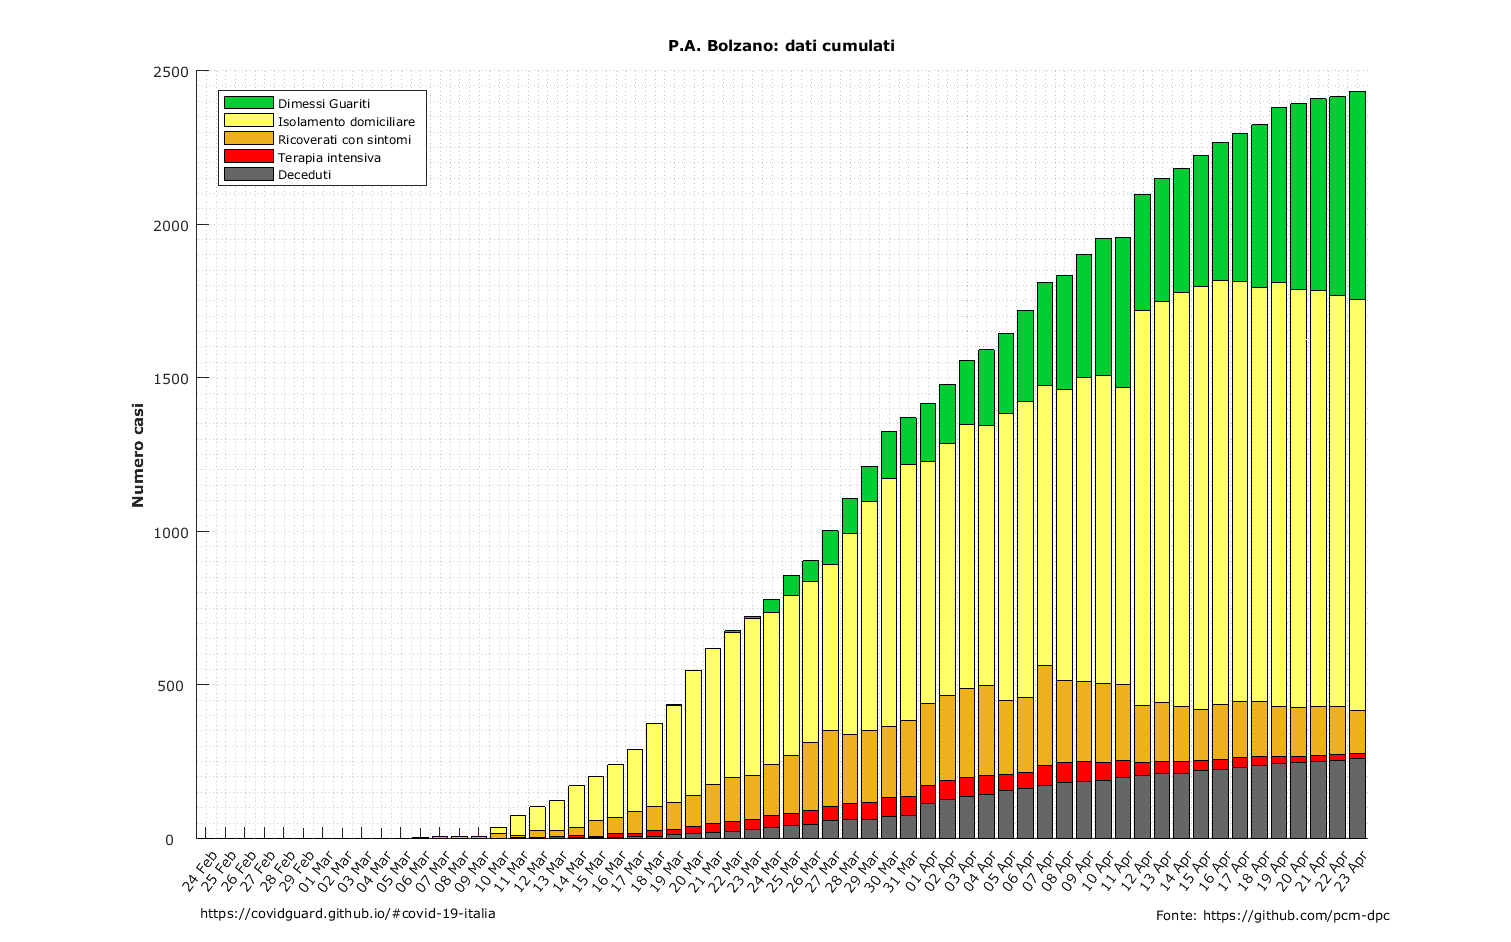 P.A. Bolzano: dati cumulati
2500
2000
1500
1000
500
0
Numero casi
Dimessi Guariti
Isolamento domiciliare
Ricoverati con sintomi
Terapia intensiva
Deceduti
24 Feb
25 Feb
26 Feb
27 Feb
28 Feb
29 Feb
01 Mar
02 Mar
03 Mar
04 Mar
05 Mar
06 Mar
07 Mar
08 Mar
09 Mar
10 Mar
11 Mar
12 Mar
13 Mar
14 Mar
15 Mar
16 Mar
17 Mar
18 Mar
19 Mar
20 Mar
21 Mar
22 Mar
23 Mar
24 Mar
25 Mar
26 Mar
27 Mar
28 Mar
29 Mar
30 Mar
31 Mar
01 Apr
02 Apr
03 Apr
04 Apr
05 Apr
06 Apr
07 Apr
08 Apr
09 Apr
10 Apr
11 Apr
12 Apr
13 Apr
14 Apr
15 Apr
16 Apr
17 Apr
18 Apr
19 Apr
20 Apr
21 Apr
22 Apr
23 Apr
https://covidguard.github.io/#covid-19-italia
Fonte: https://github.com/pcm-dpc